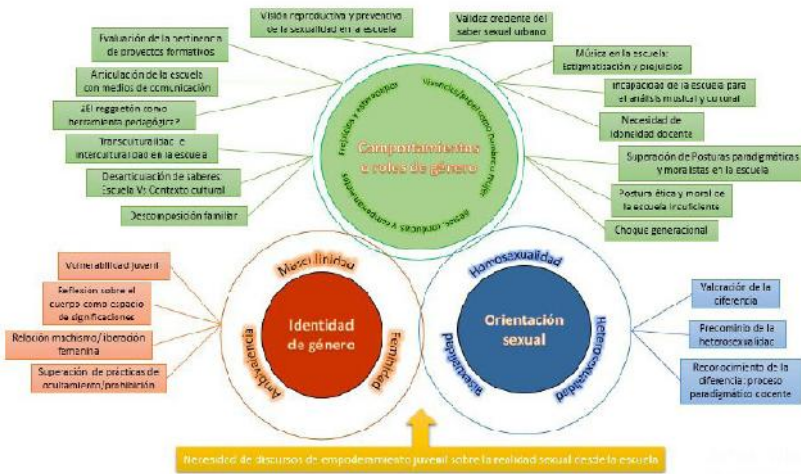 Visión reproductiva y preventiva
de la sexualidad en la escuela
Validez creciente del
saber sexual urbano
Evaluación de la pertinencia
de proyectos formativos
Articulación de la escuela
con medios de comunicación
¿El reggaetón como
herramienta pedagógica?
Transculturalidad e
interculturalidad en la escuela
Desarticulación de saberes:
Escuela Vs Contexto cultural
Descomposición familiar
Música en la escuela:
Estigmatización y prejuicios
Incapacidad de la escuela para
el análisis musical y cultural
Necesidad de
idoneidad docente
Superación de Posturas paradigmáticas
y moralistas en la escuela
Postura ética y moral de
la escuela insuficiente
Choque generacional
Prejuicios y estereotipos
como hombre o mujer
conductas y comportamientos
Comportamientos
o roles de género
Vulnerabilidad juvenil
Reflexión sobre el
cuerpo como espacio
de significaciones
Relación machismo/liberación
femenina
Superación de prácticas de
ocultamiento/prohibición
Masculinidad
Feminidad
Ambivalencia
Identidad
de género
Homosexualidad
Heterosexualidad
Bisexualidad
Orientación
sexual
Valoración de la
diferencia
Predominio de la
heterosexualidad
Reconocimiento de la
diferencia: proceso
paradigmático docente
Necesidad de discursos de empoderamiento juvenil sobre la realidad sexual desde la escuela